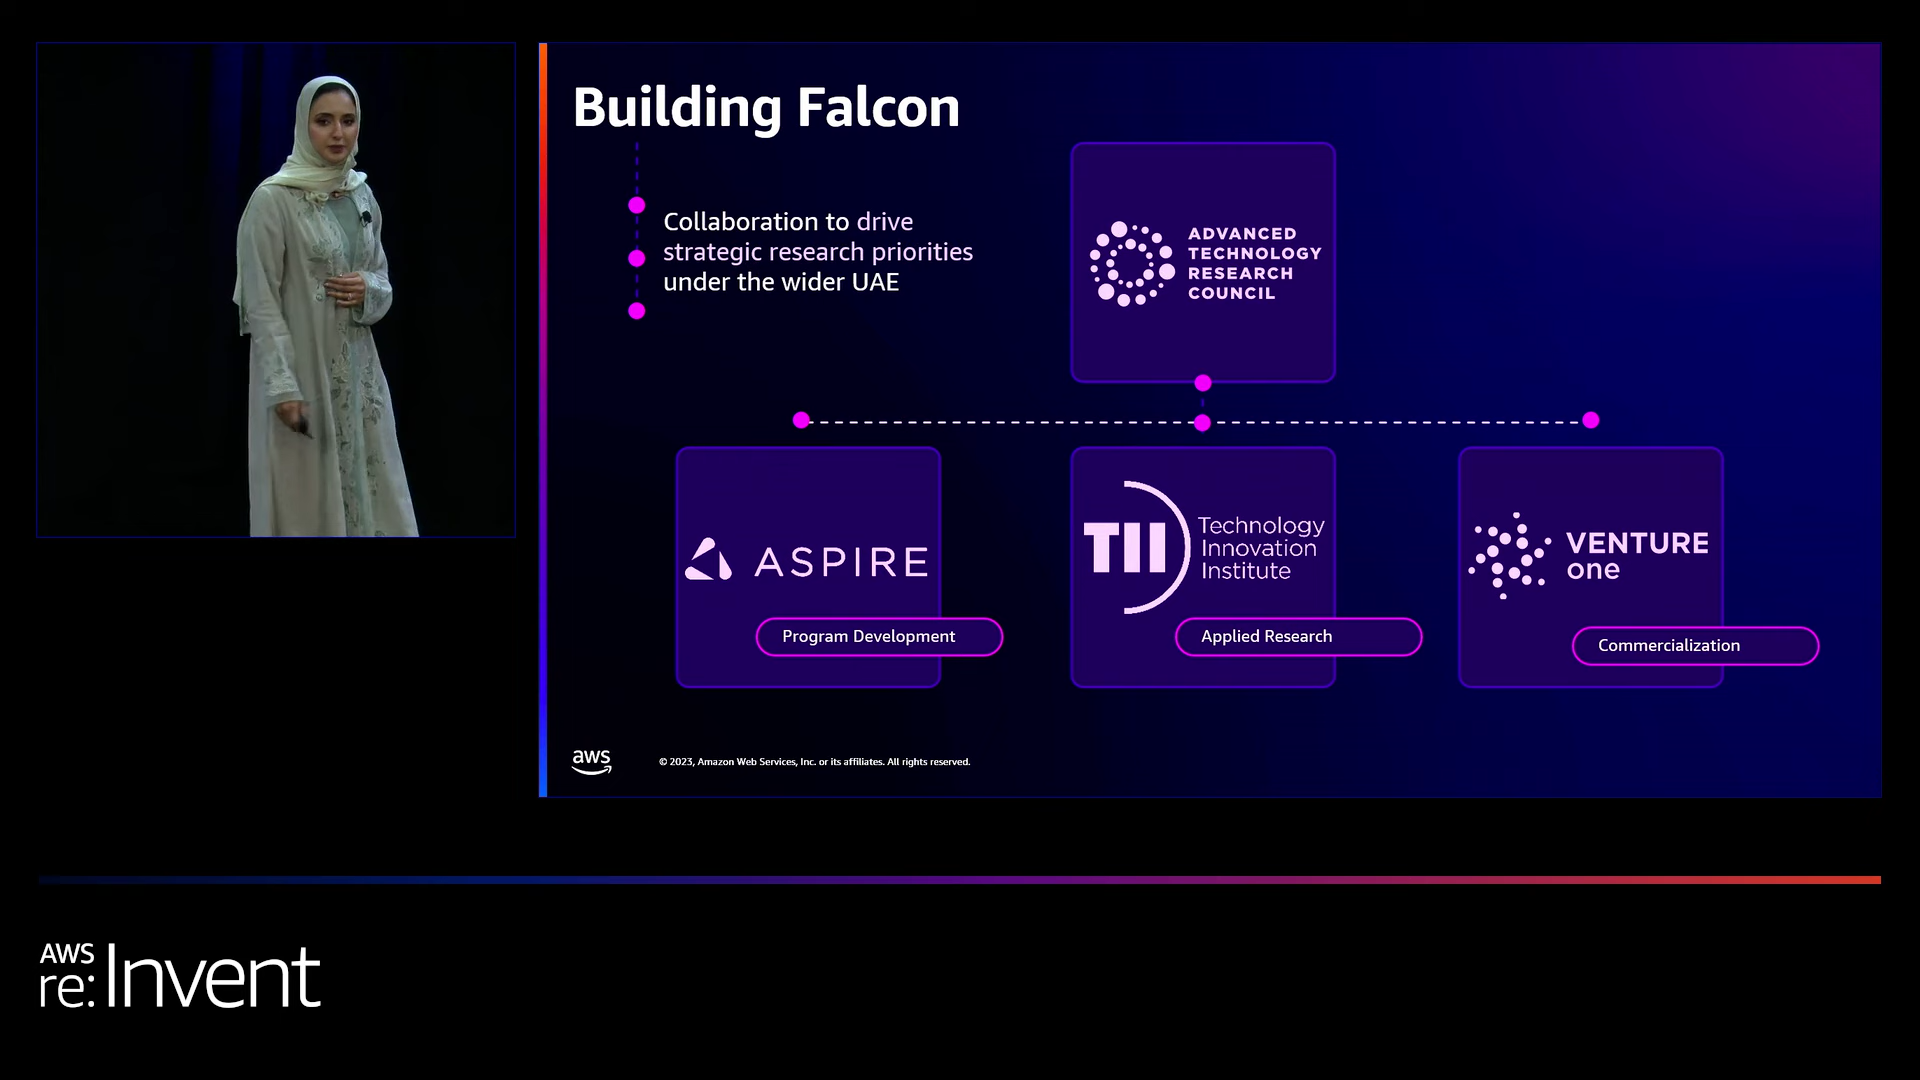 Building Falcon
Collaboration to drive
strategic research priorities
under the wider UAE
ADVANCED
TECHNOLOGY
RESEARCH
COUNCIL
ASPIRE
Program Development
TII
Technology
Innovation
Institute
Applied Research
VENTURE
one
Commercialization
aws
© 2023, Amazon Web Services, Inc. or its affiliates. All rights reserved.
AWS
re:Invent